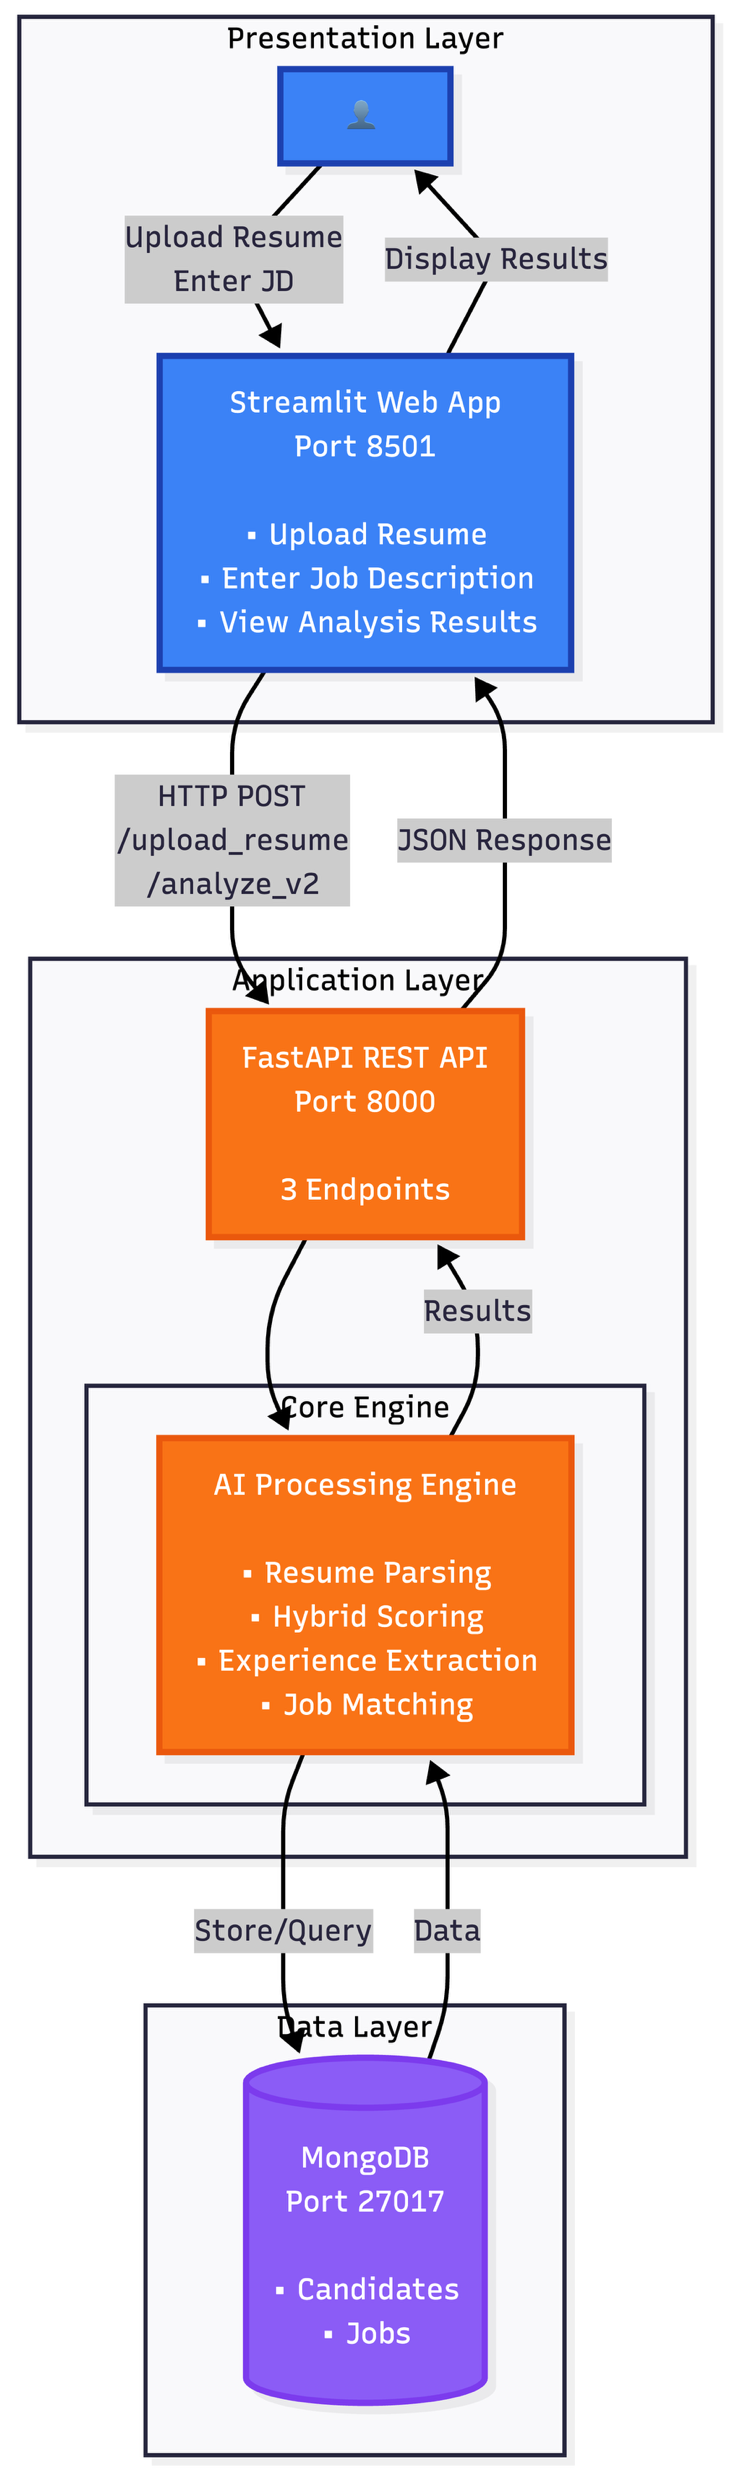 Presentation Layer
Upload Resume
Enter JD
Display Results
Streamlit Web App
Port 8501
▪ Upload Resume
▪ Enter Job Description
▪ View Analysis Results
HTTP POST
/upload_resume
/analyze_v2
JSON Response
Application Layer
FastAPI REST API
Port 8000
3 Endpoints
Results
Core Engine
AI Processing Engine
▪ Resume Parsing
▪ Hybrid Scoring
▪ Experience Extraction
▪ Job Matching
Store/Query
Data
Data Layer
MongoDB
Port 27017
▪ Candidates
▪ Jobs